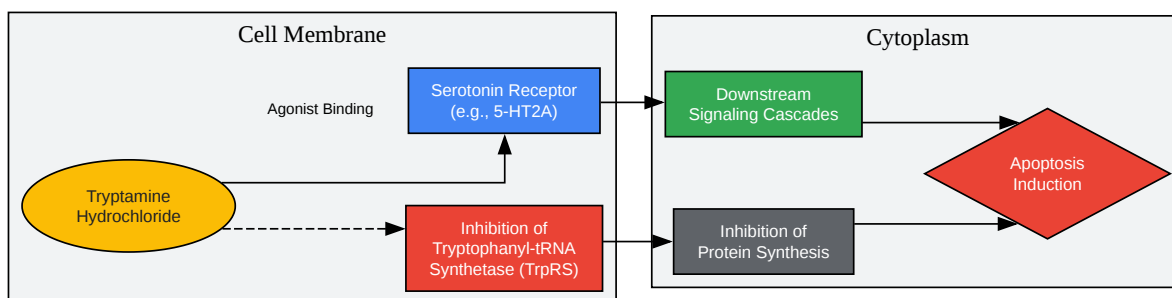 Cell Membrane
Cytoplasm
Agonist Binding
Serotonin Receptor
(e.g., 5-HT2A)
Downstream
Signaling Cascades
Tryptamine
Hydrochloride
Apoptosis
Induction
Inhibition of
Tryptophanyl-tRNA
Synthetase (TrpRS)
Inhibition of
Protein Synthesis